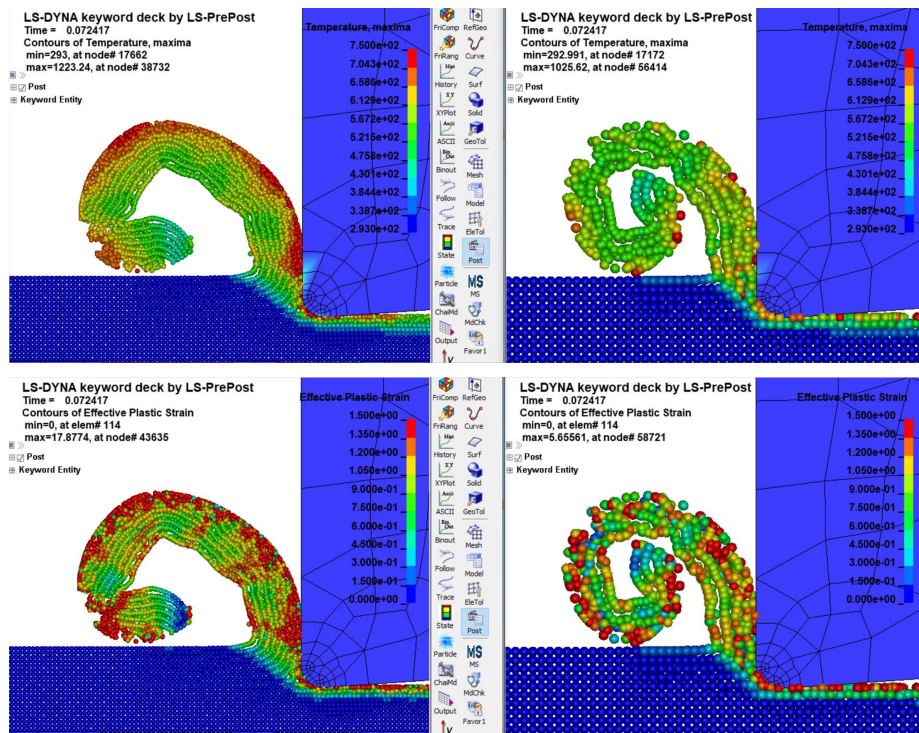 LS-DYNA keyword deck by LS-PrePost
Time = 0.072417
Contours of Temperature, maxima
min=293, at node# 17662
max=1223.24, at node# 38732
Post
Keyword Entity
Temperature, maxima
7.500e+02
7.043e+02
6.586e+02
6.129e+02
5.672e+02
5.215e+02
4.758e+02
4.301e+02
3.844e+02
3.387e+02
2.930e+02
FriComp
RefGeo
FriRang
Curve
History
Surf
XYPlot
Solid
ASCII
GeoTol
Binout
Mesh
Follow
Model
Trace
EleTol
State
Post
Particle
MS
ChaiMd
MdChk
Output
Favor1
LS-DYNA keyword deck by LS-PrePost
Time = 0.072417
Contours of Temperature, maxima
min=292.991, at node# 17172
max=1025.62, at node# 56414
Post
Keyword Entity
Temperature, maxima
7.500e+02
7.043e+02
6.586e+02
6.129e+02
5.672e+02
5.215e+02
4.758e+02
4.301e+02
3.844e+02
3.387e+02
2.930e+02
LS-DYNA keyword deck by LS-PrePost
Time = 0.072417
Contours of Effective Plastic Strain
min=0, at elem# 114
max=17.8774, at node# 43635
Post
Keyword Entity
Effective Plastic Strain
1.500e+00
1.350e+00
1.200e+00
1.050e+00
9.000e-01
7.500e-01
6.000e-01
4.500e-01
3.000e-01
1.500e-01
0.000e+00
FriComp
RefGeo
FriRang
Curve
History
Surf
XYPlot
Solid
ASCII
GeoTol
Binout
Mesh
Follow
Model
Trace
EleTol
State
Post
Particle
MS
ChaiMd
MdChk
Output
Favor1
LS-DYNA keyword deck by LS-PrePost
Time = 0.072417
Contours of Effective Plastic Strain
min=0, at elem# 114
max=5.65561, at node# 58721
Post
Keyword Entity
Effective Plastic Strain
1.500e+00
1.350e+00
1.200e+00
1.050e+00
9.000e-01
7.500e-01
6.000e-01
4.500e-01
3.000e-01
1.500e-01
0.000e+00